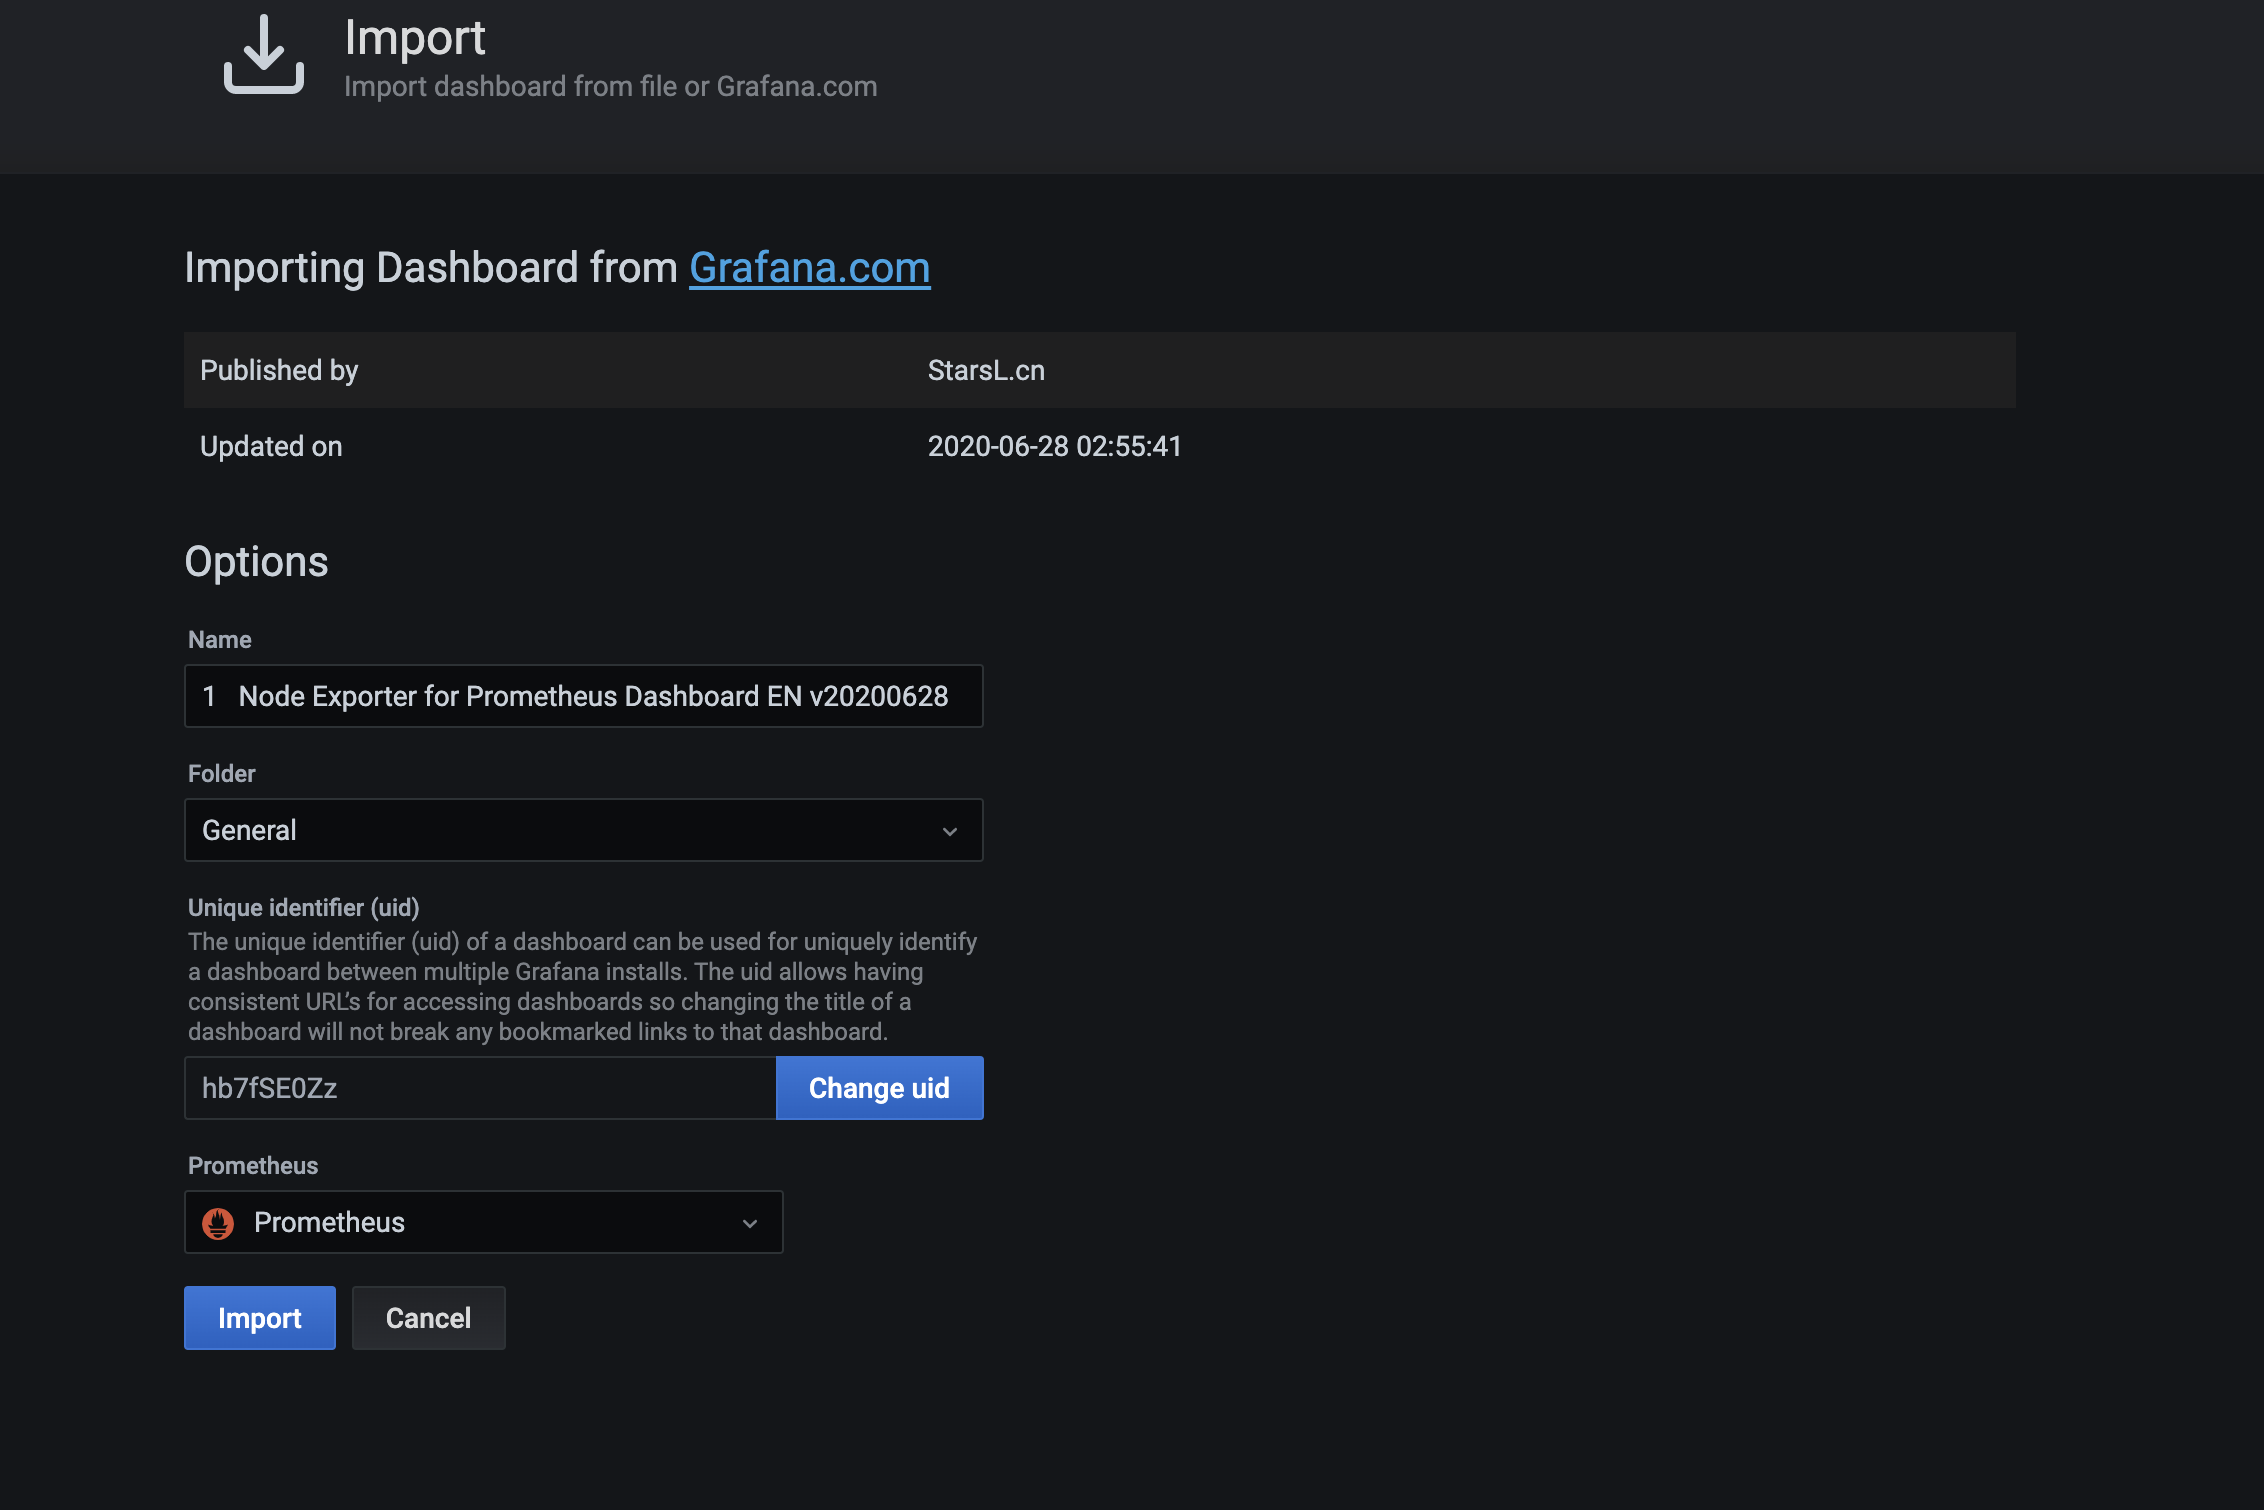 Import
Import dashboard from file or Grafana.com
Importing Dashboard from Grafana.com
Published by StarsL.cn
Updated on 2020-06-28 02:55:41
Options
Name
1 Node Exporter for Prometheus Dashboard EN v20200628
Folder
General
Unique identifier (uid)
The unique identifier (uid) of a dashboard can be used for uniquely identify
a dashboard between multiple Grafana installs. The uid allows having
consistent URL's for accessing dashboards so changing the title of a
dashboard will not break any bookmarked links to that dashboard.
hb7fSE0Zz Change uid
Prometheus
Prometheus
Import Cancel